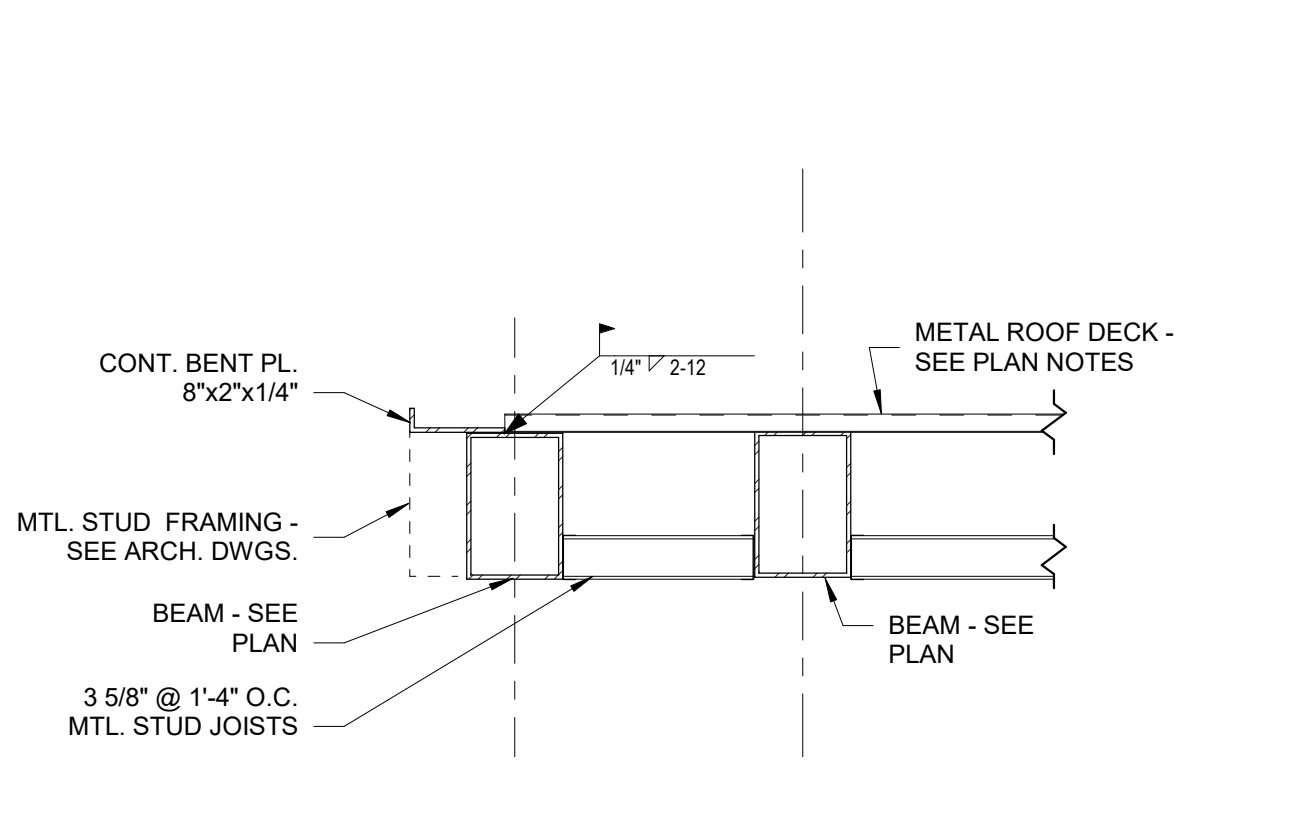 METAL ROOF DECK -
SEE PLAN NOTES
CONT. BENT PL.
8"x2"x1/4"
1/4" 2-12
MTL. STUD FRAMING -
SEE ARCH. DWGS.
BEAM - SEE
PLAN
BEAM - SEE
PLAN
3 5/8" @ 1'-4" O.C.
MTL. STUD JOISTS